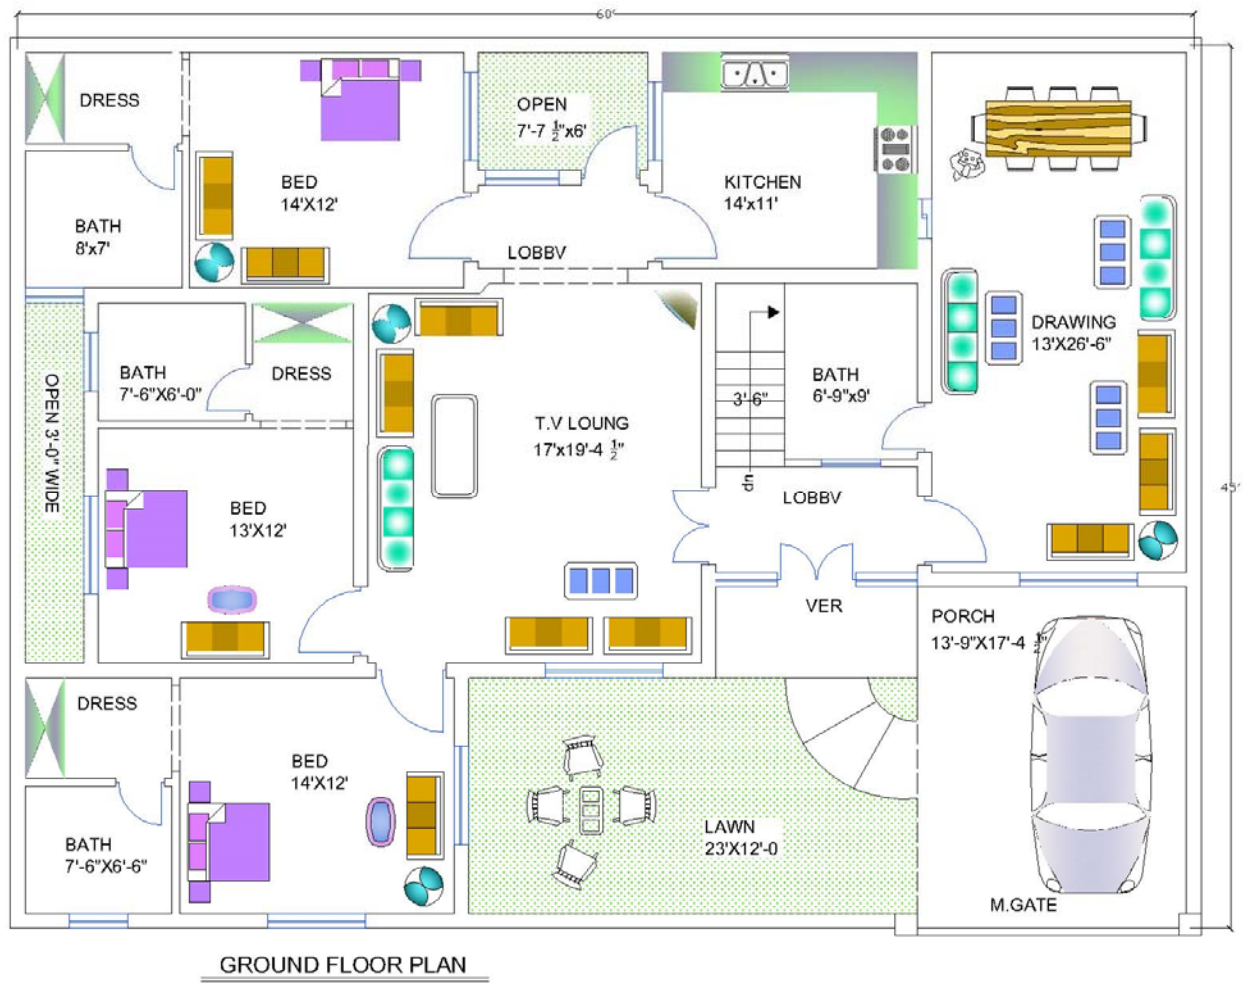 60'
DRESS
OPEN
7'-7 ½"x6'
BED
14'X12'
KITCHEN
14'x11'
BATH
8'x7'
LOBBV
DRAWING
13'X26'-6"
BATH
7'-6"X6'-0"
DRESS
BATH
6'-9"x9'
3'-6"
OPEN 3'-0" WIDE
T.V LOUNG
17'x19'-4 ½"
up
LOBBV
45'
BED
13'X12'
VER
PORCH
13'-9"X17'-4 ½"
DRESS
BED
14'X12'
LAWN
23'X12'-0
BATH
7'-6"X6'-6"
M.GATE
GROUND FLOOR PLAN